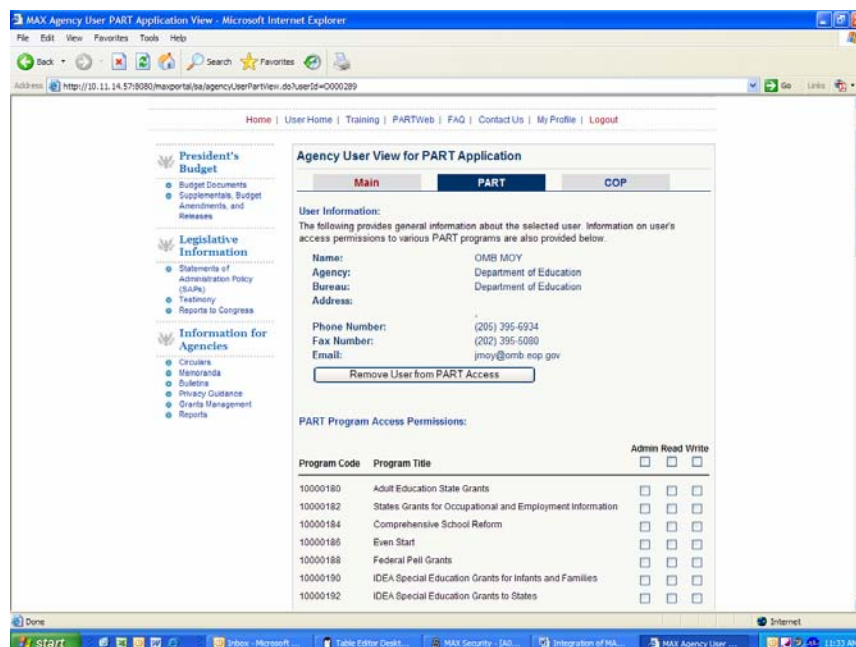 MAX Agency User PART Application View - Microsoft Internet Explorer
File Edit View Favorites Tools Help
Back Search Favorites
Address http://10.11.14.57:8080/maxportal/sa/agencyUserPartView.do?userId=O000289 Go Links
Home | User Home | Training | PARTWeb | FAQ | Contact Us | My Profile | Logout
President's
Budget
Budget Documents
Supplementals, Budget
Amendments, and
Releases
Legislative
Information
Statements of
Administration Policy
(SAPs)
Testimony
Reports to Congress
Information for
Agencies
Circulars
Memoranda
Bulletins
Privacy Guidance
Grants Management
Reports
Agency User View for PART Application
Main PART COP
User Information:
The following provides general information about the selected user. Information on user's
access permissions to various PART programs are also provided below.
Name: OMB MOY
Agency: Department of Education
Bureau: Department of Education
Address:
,
Phone Number: (205) 395-6934
Fax Number: (202) 395-5080
Email: jmoy@omb.eop.gov
Remove User from PART Access
PART Program Access Permissions:
Admin Read Write
Program Code Program Title
10000180 Adult Education State Grants
10000182 States Grants for Occupational and Employment Information
10000184 Comprehensive School Reform
10000186 Even Start
10000188 Federal Pell Grants
10000190 IDEA Special Education Grants for Infants and Families
10000192 IDEA Special Education Grants to States
Done Internet
start Inbox - Microsoft ... Table Editor Deskt... MAX Security - [A0... Integration of MA... MAX Agency User ... 11:33 AM